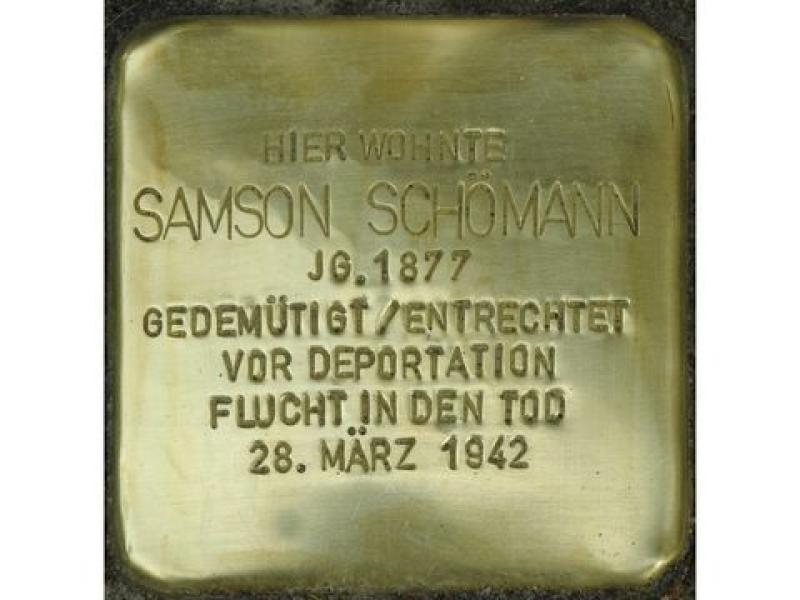 HIER WOHNTE
SAMSON SCHÖMANN
JG.1877
GEDEMÜTIGT/ENTRECHTET
VOR DEPORTATION
FLUCHT IN DEN TOD
28. MÄRZ 1942